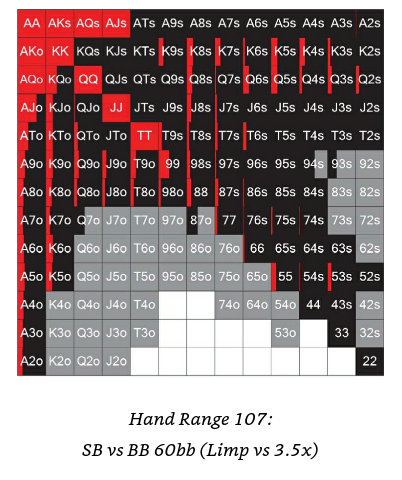 AA AKs AQs AJs ATs A9s A8s A7s A6s A5s A4s A3s A2s
AKo KK KQs KJs KTs K9s K8s K7s K6s K5s K4s K3s K2s
AQo KQo QQ QJs QTs Q9s Q8s Q7s Q6s Q5s Q4s Q3s Q2s
AJo KJo QJo JJ JTs J9s J8s J7s J6s J5s J4s J3s J2s
ATo KTo QTo JTo TT T9s T8s T7s T6s T5s T4s T3s T2s
A9o K9o Q9o J9o T9o 99 98s 97s 96s 95s 94s 93s 92s
A8o K8o Q8o J8o T8o 98o 88 87s 86s 85s 84s 83s 82s
A7o K7o Q7o J7o T7o 97o 87o 77 76s 75s 74s 73s 72s
A6o K6o Q6o J6o T6o 96o 86o 76o 66 65s 64s 63s 62s
A5o K5o Q5o J5o T5o 95o 85o 75o 65o 55 54s 53s 52s
A4o K4o Q4o J4o T4o 74o 64o 54o 44 43s 42s
A3o K3o Q3o J3o T3o 53o 33 32s
A2o K2o Q2o J2o 22
Hand Range 107:
SB vs BB 60bb (Limp vs 3.5x)